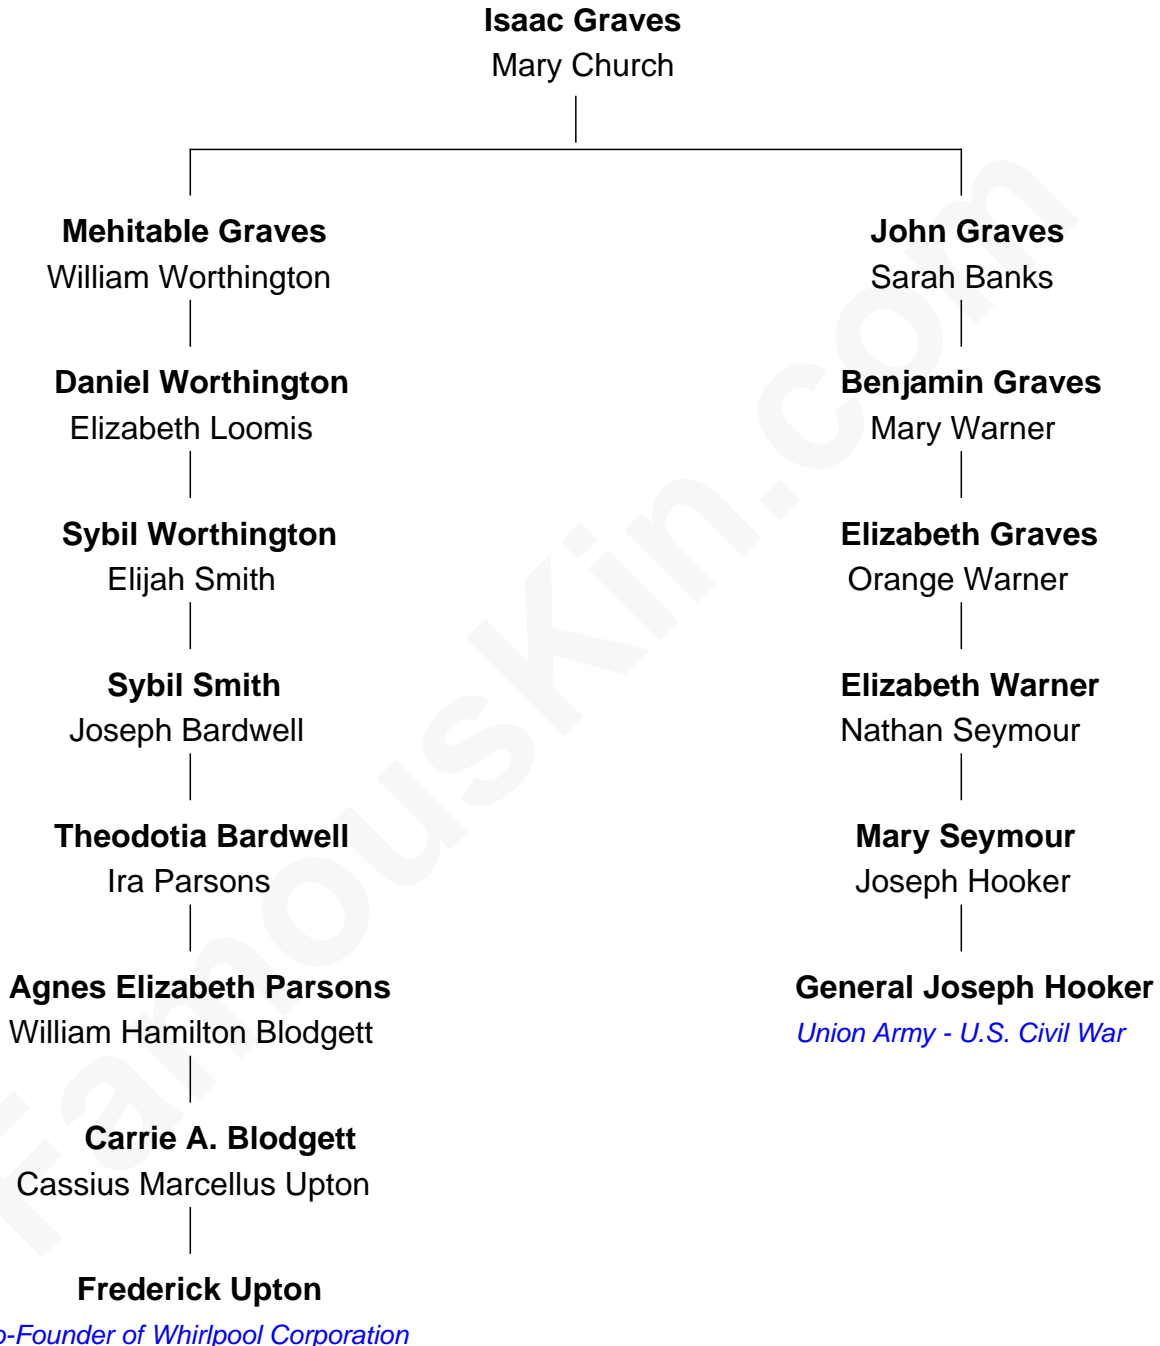 Isaac Graves
Mary Church
Mehitable Graves
William Worthington
John Graves
Sarah Banks
Daniel Worthington
Elizabeth Loomis
Benjamin Graves
Mary Warner
Sybil Worthington
Elijah Smith
Elizabeth Graves
Orange Warner
Sybil Smith
Joseph Bardwell
Elizabeth Warner
Nathan Seymour
Theodotia Bardwell
Ira Parsons
Mary Seymour
Joseph Hooker
Agnes Elizabeth Parsons
William Hamilton Blodgett
General Joseph Hooker
Union Army - U.S. Civil War
Carrie A. Blodgett
Cassius Marcellus Upton
Frederick Upton
o-Founder of Whirlpool Corporation
FamousKin.com